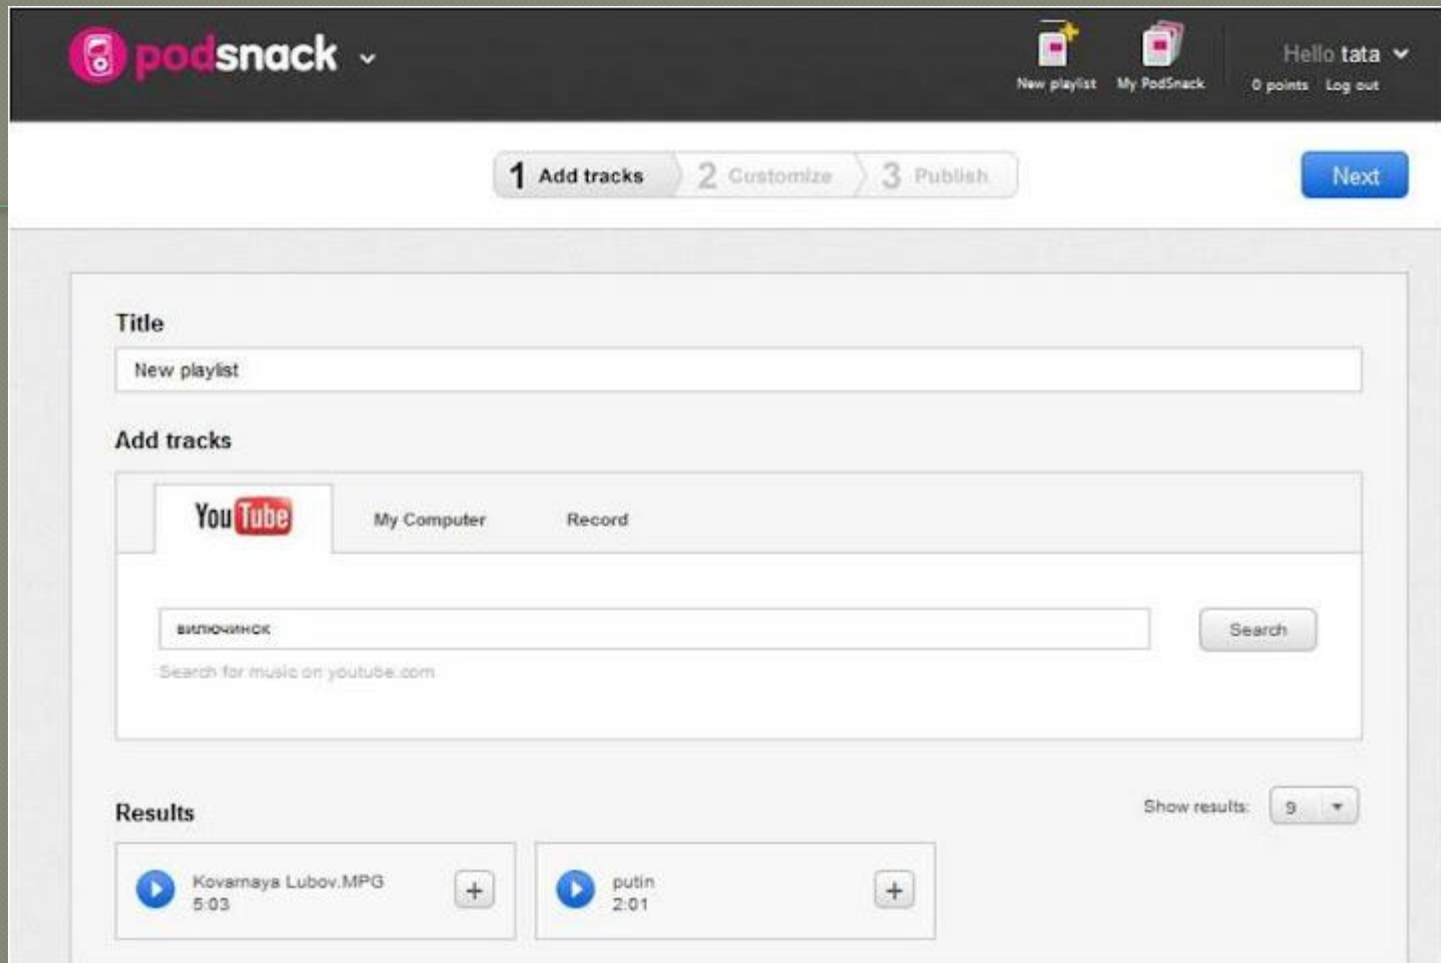 podsnack
New playlist My PodSnack
Hello tata
0 points Log out
1 Add tracks 2 Customize 3 Publish
Next
Title
New playlist
Add tracks
YouTube My Computer Record
вилючинск Search
Search for music on youtube.com
Results Show results: 9
Kovarnaya Lubov.MPG + putin +
5:03 2:01